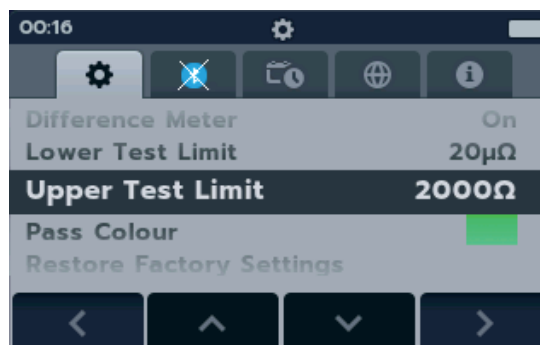 00:16
Difference Meter On
Lower Test Limit 20μΩ
Upper Test Limit 2000Ω
Pass Colour
Restore Factory Settings